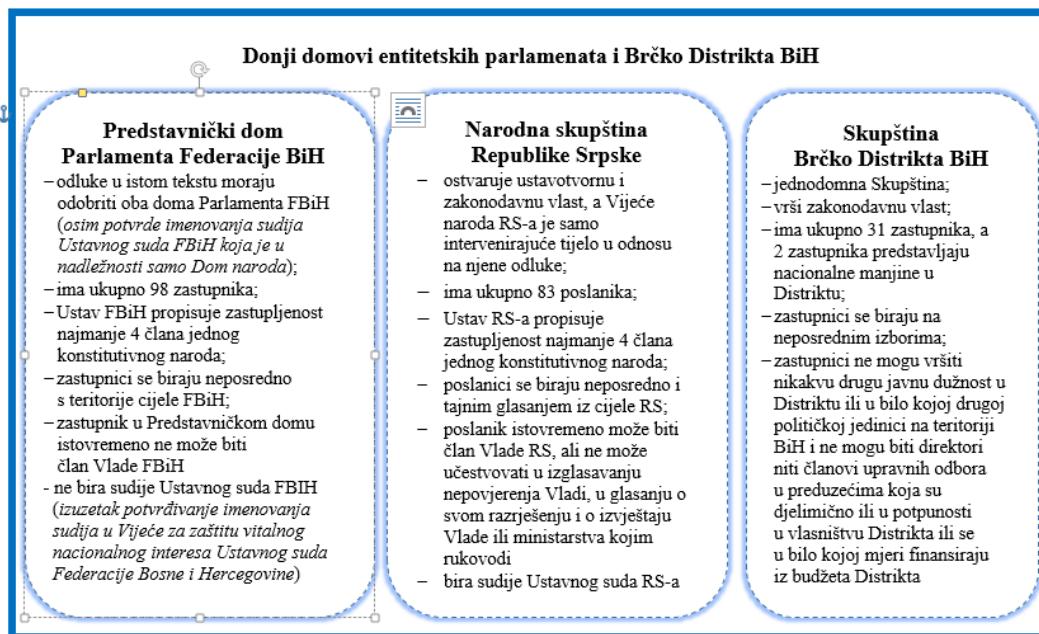 Donji domovi entitetskih parlamenata i Brčko Distrikta BiH
Predstavnički dom
Parlamenta Federacije BiH
–odluke u istom tekstu moraju
odobriti oba doma Parlamenta FBiH
(osim potvrde imenovanja sudija
Ustavnog suda FBiH koja je u
nadležnosti samo Dom naroda);
–ima ukupno 98 zastupnika;
–Ustav FBiH propisuje zastupljenost
najmanje 4 člana jednog
konstitutivnog naroda;
–zastupnici se biraju neposredno
s teritorije cijele FBiH;
–zastupnik u Predstavničkom domu
istovremeno ne može biti
član Vlade FBiH
- ne bira sudije Ustavnog suda FBIH
(izuzetak potvrđivanje imenovanja
sudija u Vijeće za zaštitu vitalnog
nacionalnog interesa Ustavnog suda
Federacije Bosne i Hercegovine)
Narodna skupština
Republike Srpske
– ostvaruje ustavotvornu i
zakonodavnu vlast, a Vijeće
naroda RS-a je samo
intervenirajuće tijelo u odnosu
na njene odluke;
– ima ukupno 83 poslanika;
– Ustav RS-a propisuje
zastupljenost najmanje 4 člana
jednog konstitutivnog naroda;
– poslanici se biraju neposredno i
tajnim glasanjem iz cijele RS;
– poslanik istovremeno može biti
član Vlade RS, ali ne može
učestvovati u izglasavanju
nepovjerenja Vladi, u glasanju o
svom razrješenju i o izvještaju
Vlade ili ministarstva kojim
rukovodi
– bira sudije Ustavnog suda RS-a
Skupština
Brčko Distrikta BiH
–jednodomna Skupština;
–vrši zakonodavnu vlast;
–ima ukupno 31 zastupnika, a
2 zastupnika predstavljaju
nacionalne manjine u
Distriktu;
–zastupnici se biraju na
neposrednim izborima;
–zastupnici ne mogu vršiti
nikakvu drugu javnu dužnost u
Distriktu ili u bilo kojoj drugoj
političkoj jedinici na teritoriji
BiH i ne mogu biti direktori
niti članovi upravnih odbora
u preduzećima koja su
djelimično ili u potpunosti
u vlasništvu Distrikta ili se
u bilo kojoj mjeri finansiraju
iz budžeta Distrikta